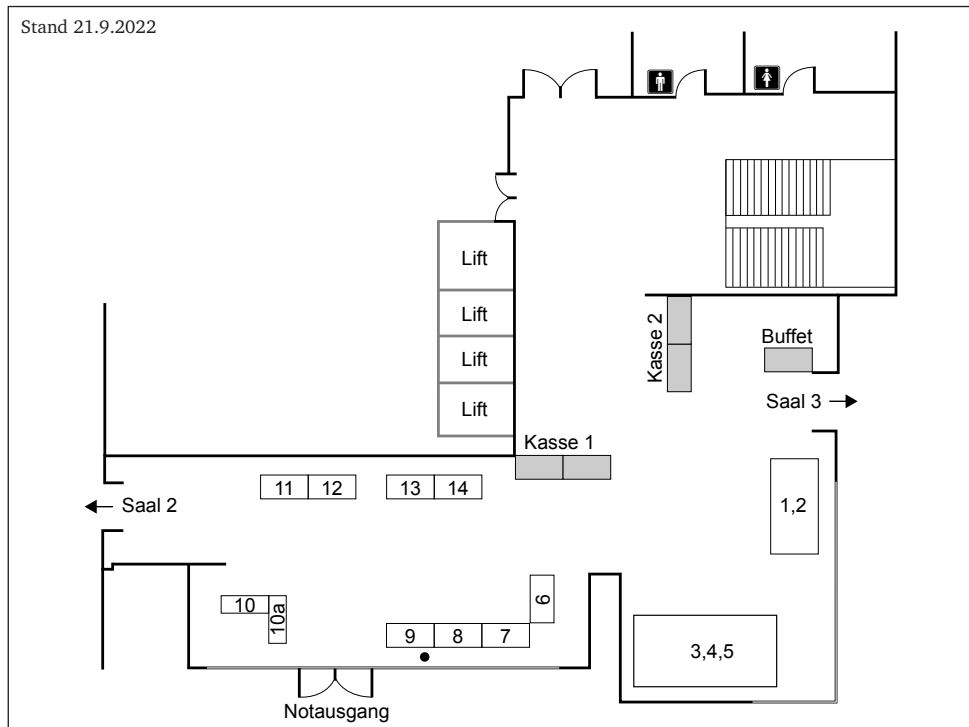 Stand 21.9.2022
Lift
Lift
Lift
Lift
Kasse 2
Buffet
Saal 3
Kasse 1
11
12
13
14
Saal 2
1,2
10
10a
6
9
8
7
3,4,5
Notausgang